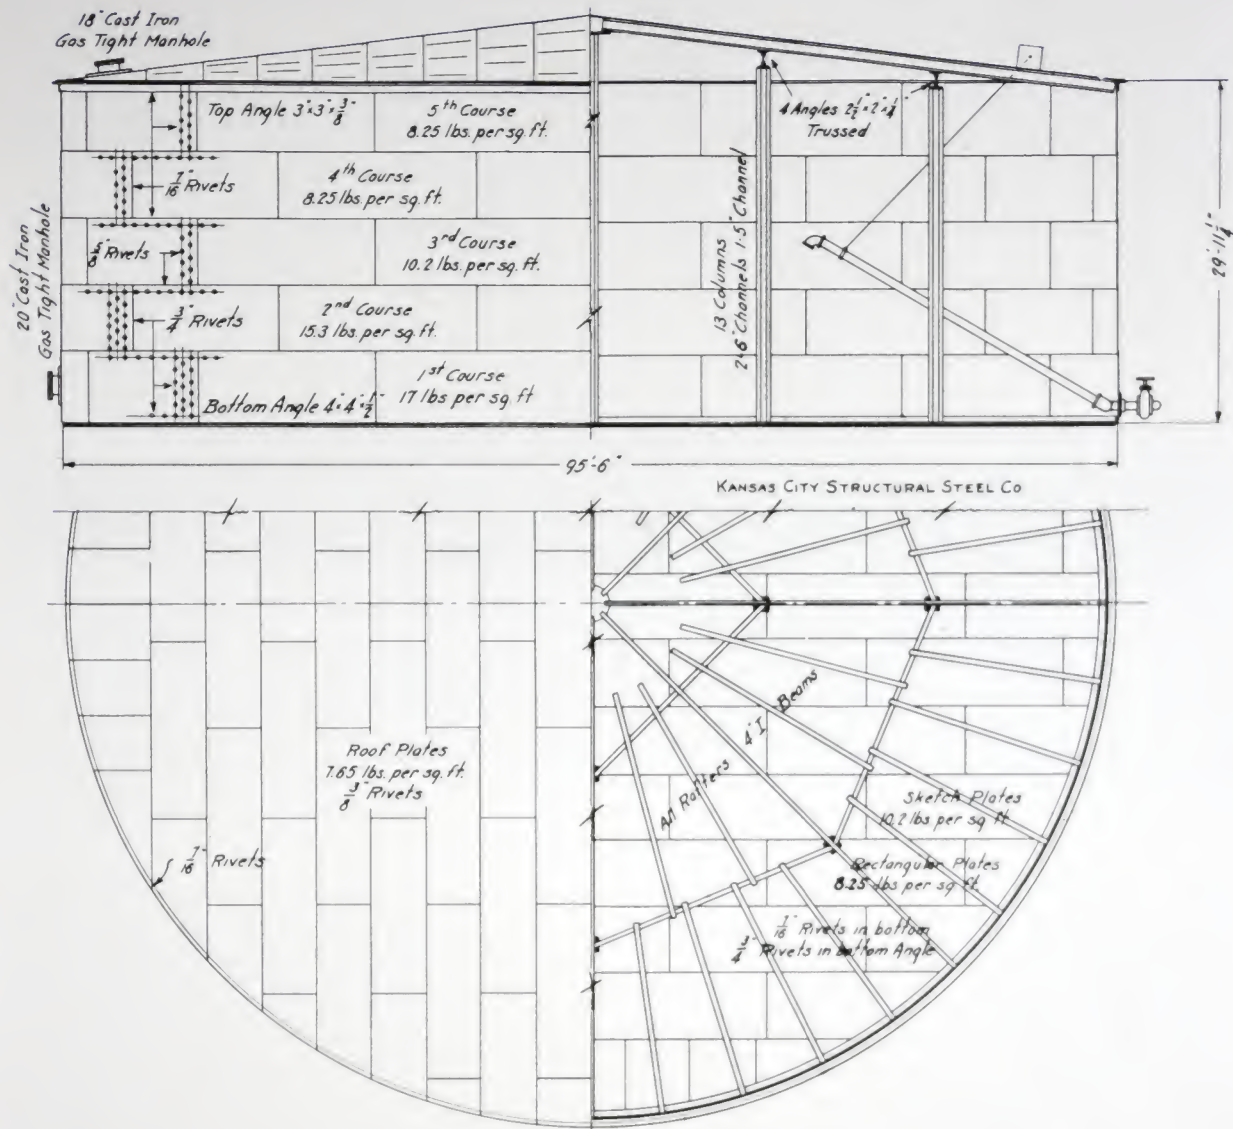 18" Cast Iron
Gas Tight Manhole
Top Angle 3"x3"x3/8"
5th Course
8.25 lbs. per sq. ft.
4 Angles 2 1/2"x2"x1/4"
Trussed
7/16" Rivets
4th Course
8.25 lbs. per sq. ft.
5/8" Rivets
3rd Course
10.2 lbs. per sq. ft.
20" Cast Iron
Gas Tight Manhole
3/4" Rivets
2nd Course
15.3 lbs. per sq. ft.
1st Course
17 lbs per sq. ft
Bottom Angle 4"x4"x1/2"
13 Columns
2-6" Channels 1-5" Channel
29'-11 1/4"
95'-6"
KANSAS CITY STRUCTURAL STEEL CO
Roof Plates
7.65 lbs. per sq. ft.
3/8" Rivets
7/16" Rivets
All Rafters 4" I Beams
Sketch Plates
10.2 lbs per sq ft
Rectangular Plates
8.25 lbs per sq ft.
7/16" Rivets in bottom
3/4" Rivets in bottom Angle